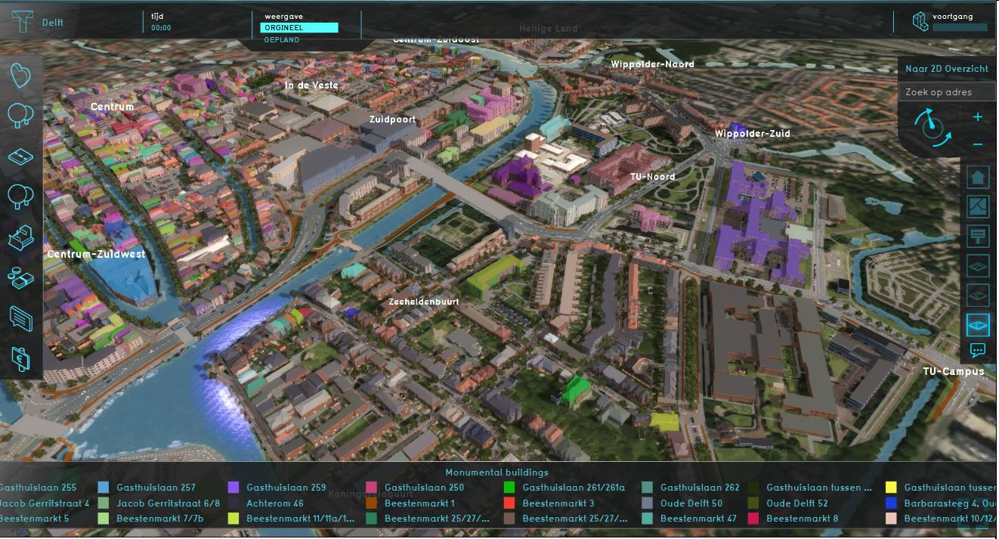 Delft
tijd
00:00
weergave
ORGINEEL
GEPLAND
voortgang
Heilige Land
Centrum-Zuidoost
Wippolder-Noord
Naar 2D Overzicht
In de Veste
Zoek op adres
Centrum
Zuidpoort
+
Wippolder-Zuid
–
TU-Noord
Centrum-Zuidwest
Zeeheldenbuurt
TU-Campus
Monumental buildings
Gasthuislaan 255 Gasthuislaan 257 Gasthuislaan 259 Gasthuislaan 250 Gasthuislaan 261/261a Gasthuislaan 262 Gasthuislaan tussen ... Gasthuislaan tussen
Jacob Gerritstraat 4 Jacob Gerritstraat 6/8 Achterom 46 Beestenmarkt 1 Beestenmarkt 3 Oude Delft 50 Oude Delft 52 Barbarasteeg 4, Oud
Beestenmarkt 5 Beestenmarkt 7/7b Beestenmarkt 11/11a/1... Beestenmarkt 25/27/... Beestenmarkt 25/27/... Beestenmarkt 47 Beestenmarkt 8 Beestenmarkt 10/12/